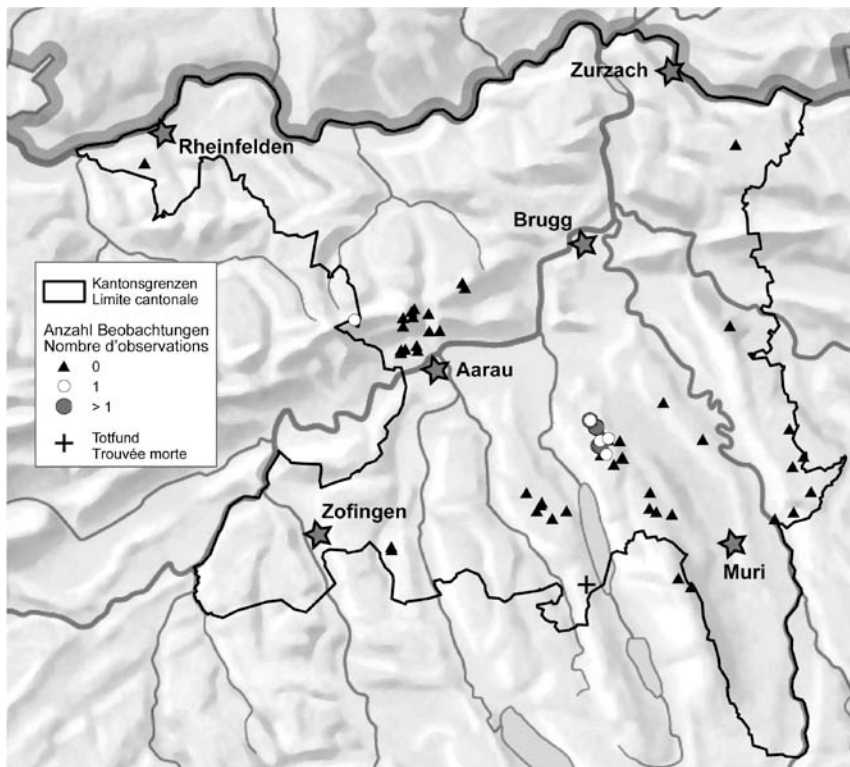 Zurzach
Rheinfelden
Brugg
Kantonsgrenzen
Limite cantonale
Anzahl Beobachtungen
Nombre d'observations
0
1
> 1
Totfund
Trouvée morte
Aarau
Zofingen
Muri